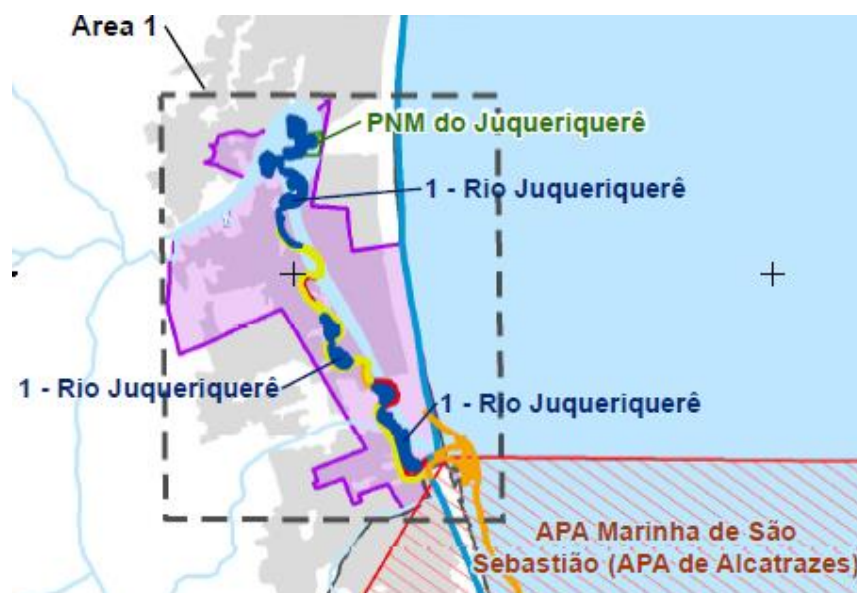 Area 1
PNM do Juqueriquerê
1 - Rio Juqueriquerê
1 - Rio Juqueriquerê
1 - Rio Juqueriquerê
APA Marinha de São
Sebastião (APA de Alcatrazes)